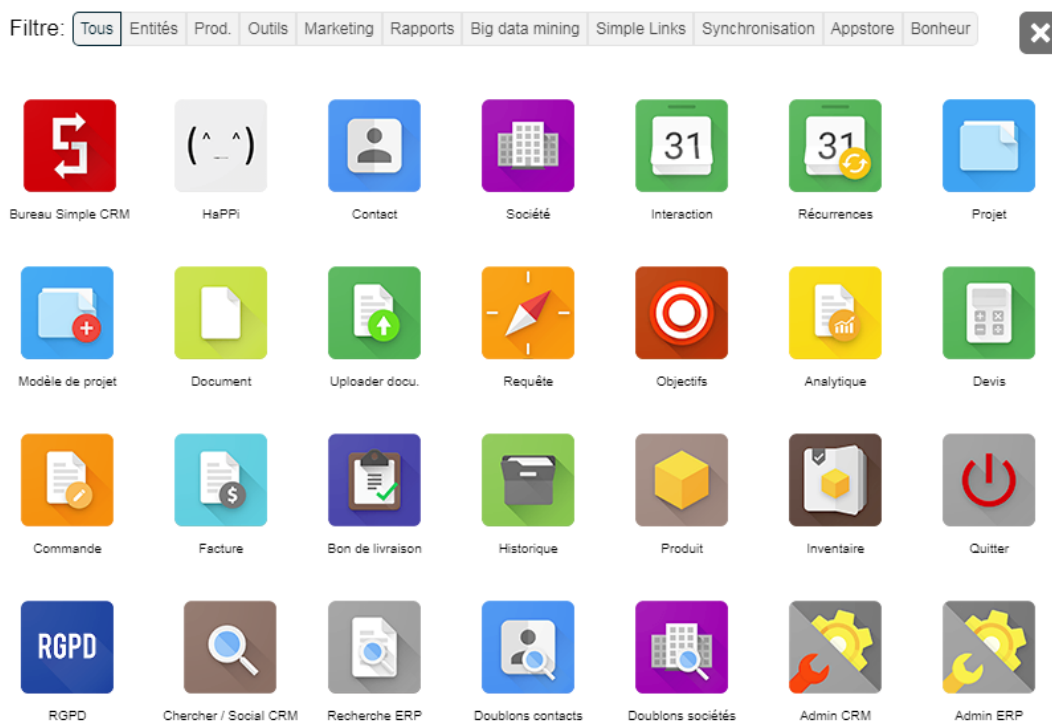 Filtre: Tous Entités Prod. Outils Marketing Rapports Big data mining Simple Links Synchronisation Appstore Bonheur
(^_^) 31 31
Bureau Simple CRM HaPPi Contact Société Interaction Récurrences Projet
Modèle de projet Document Uploader docu. Requête Objectifs Analytique Devis
$
Commande Facture Bon de livraison Historique Produit Inventaire Quitter
RGPD
RGPD Chercher / Social CRM Recherche ERP Doublons contacts Doublons sociétés Admin CRM Admin ERP